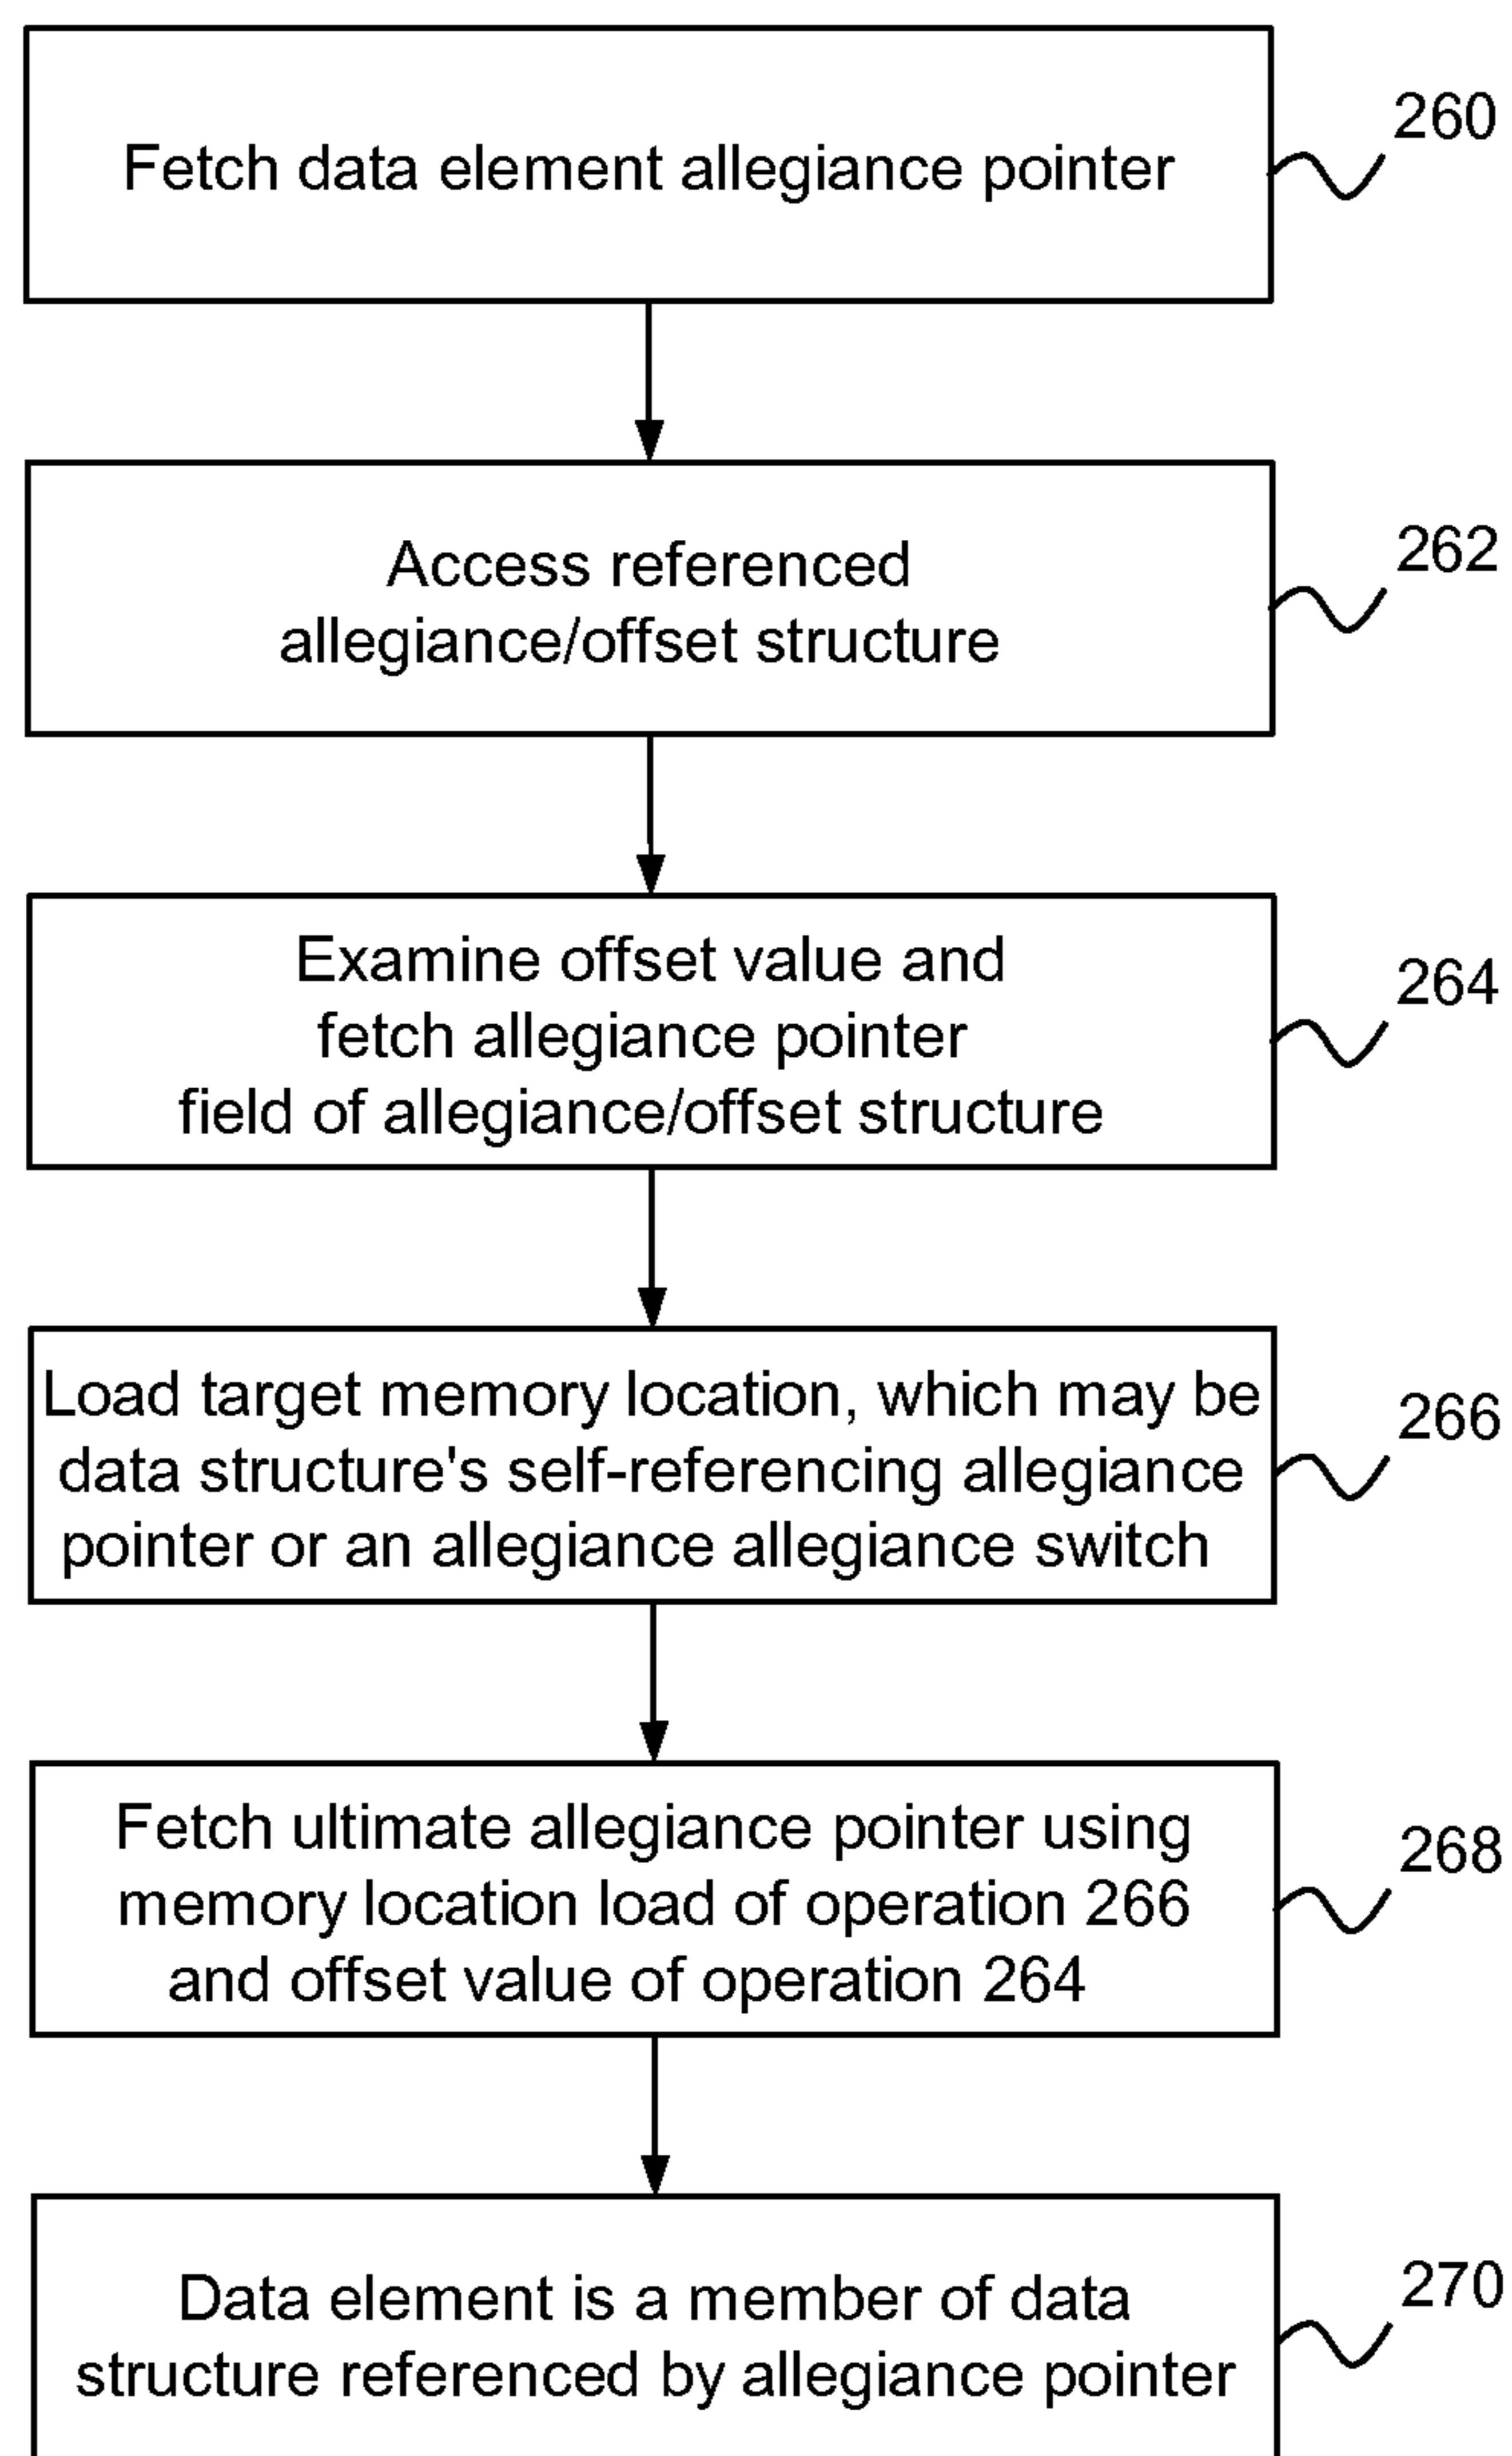 Fetch data element allegiance pointer
260
Access referenced
allegiance/offset structure
262
Examine offset value and
fetch allegiance pointer
field of allegiance/offset structure
264
Load target memory location, which may be
data structure's self-referencing allegiance
pointer or an allegiance allegiance switch
266
Fetch ultimate allegiance pointer using
memory location load of operation 266
and offset value of operation 264
268
Data element is a member of data
structure referenced by allegiance pointer
270